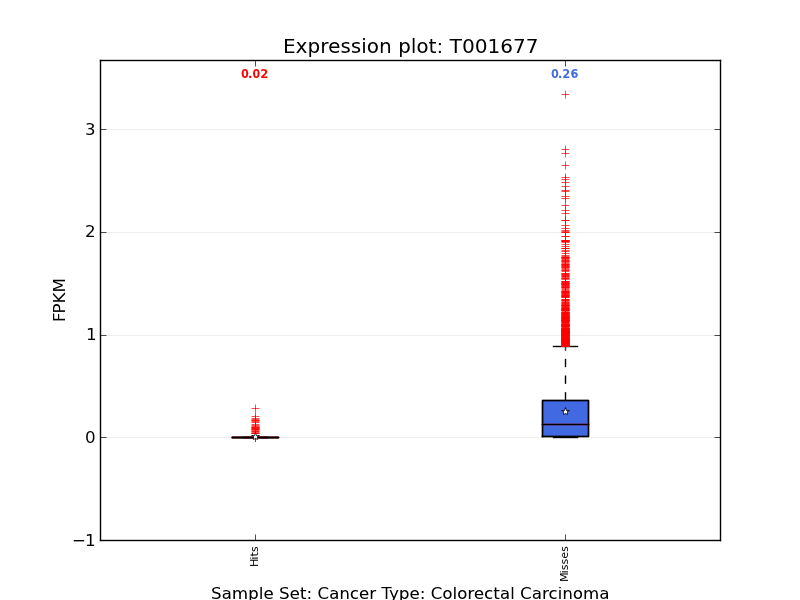 Expression plot: T001677
0.02
0.26
3
2
1
0
−1
FPKM
Hits
Misses
Sample Set: Cancer Type: Colorectal Carcinoma